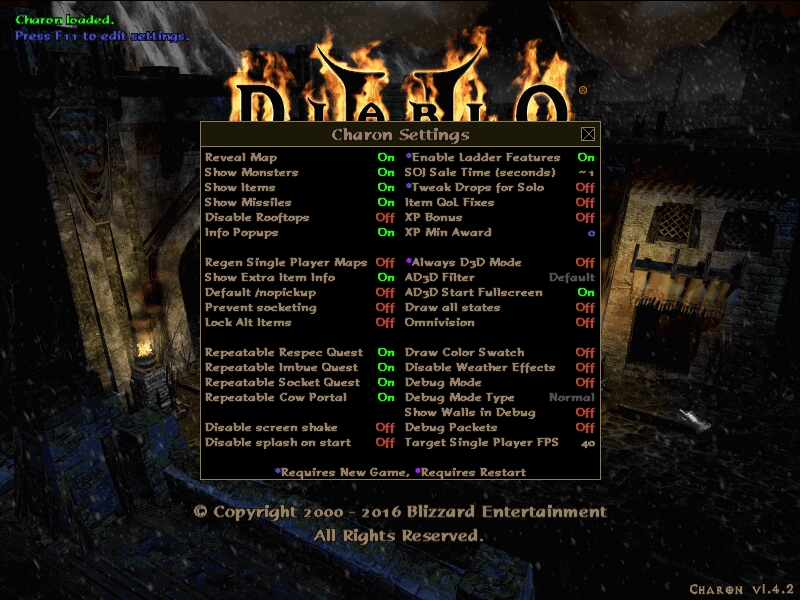 Charon loaded.
Press F11 to edit settings.
DIABLO
II
®
Charon Settings
Reveal Map On
Show Monsters On
Show Items On
Show Missiles On
Disable Rooftops Off
Info Popups On
Regen Single Player Maps Off
Show Extra Item Info On
Default /nopickup Off
Prevent socketing Off
Lock Alt Items Off
Repeatable Respec Quest On
Repeatable Imbue Quest On
Repeatable Socket Quest On
Repeatable Cow Portal On
Disable screen shake Off
Disable splash on start Off
*Enable Ladder Features On
SOJ Sale Time (seconds) ~1
*Tweak Drops for Solo Off
Item QoL Fixes Off
XP Bonus Off
XP Min Award 0
*Always D3D Mode Off
AD3D Filter Default
AD3D Start Fullscreen On
Draw all states Off
Omnivision Off
Draw Color Swatch Off
Disable Weather Effects Off
Debug Mode Off
Debug Mode Type Normal
Show Walls in Debug Off
Debug Packets Off
Target Single Player FPS 40
*Requires New Game, *Requires Restart
© Copyright 2000 - 2016 Blizzard Entertainment
All Rights Reserved.
Charon v1.4.2